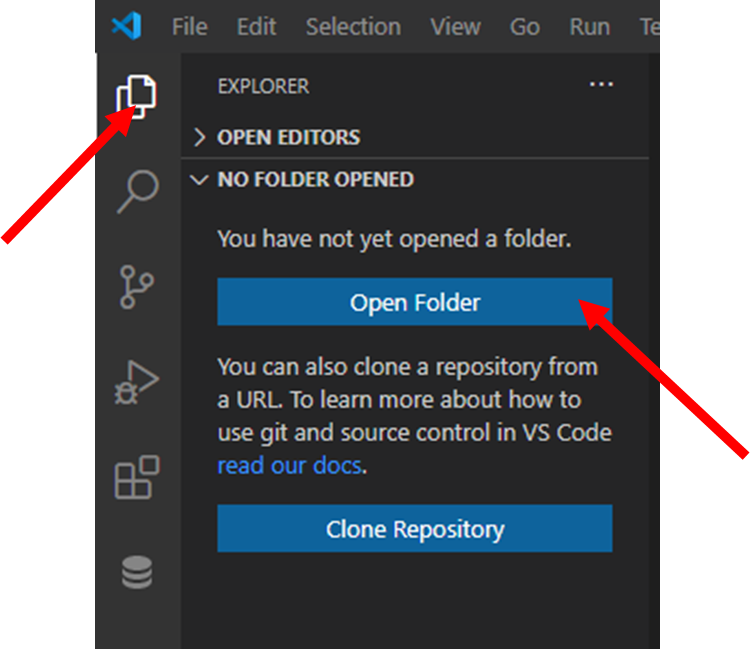 File Edit Selection View Go Run Te
EXPLORER ...
OPEN EDITORS
NO FOLDER OPENED
You have not yet opened a folder.
Open Folder
You can also clone a repository from
a URL. To learn more about how to
use git and source control in VS Code
read our docs.
Clone Repository